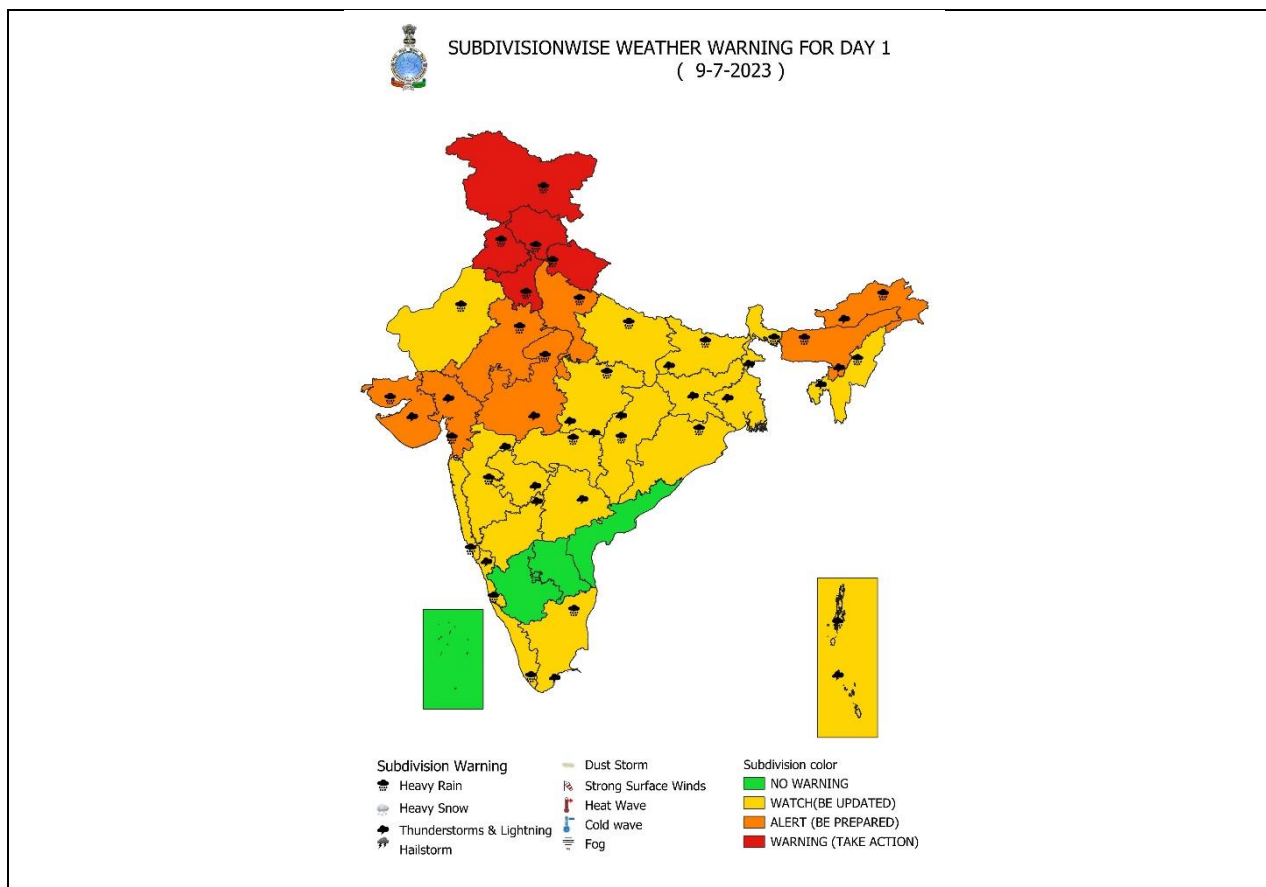 SUBDIVISIONWISE WEATHER WARNING FOR DAY 1
( 9-7-2023 )
Subdivision Warning
Heavy Rain
Heavy Snow
Thunderstorms & Lightning
Hailstorm
Dust Storm
Strong Surface Winds
Heat Wave
Cold wave
Fog
Subdivision color
NO WARNING
WATCH(BE UPDATED)
ALERT (BE PREPARED)
WARNING (TAKE ACTION)